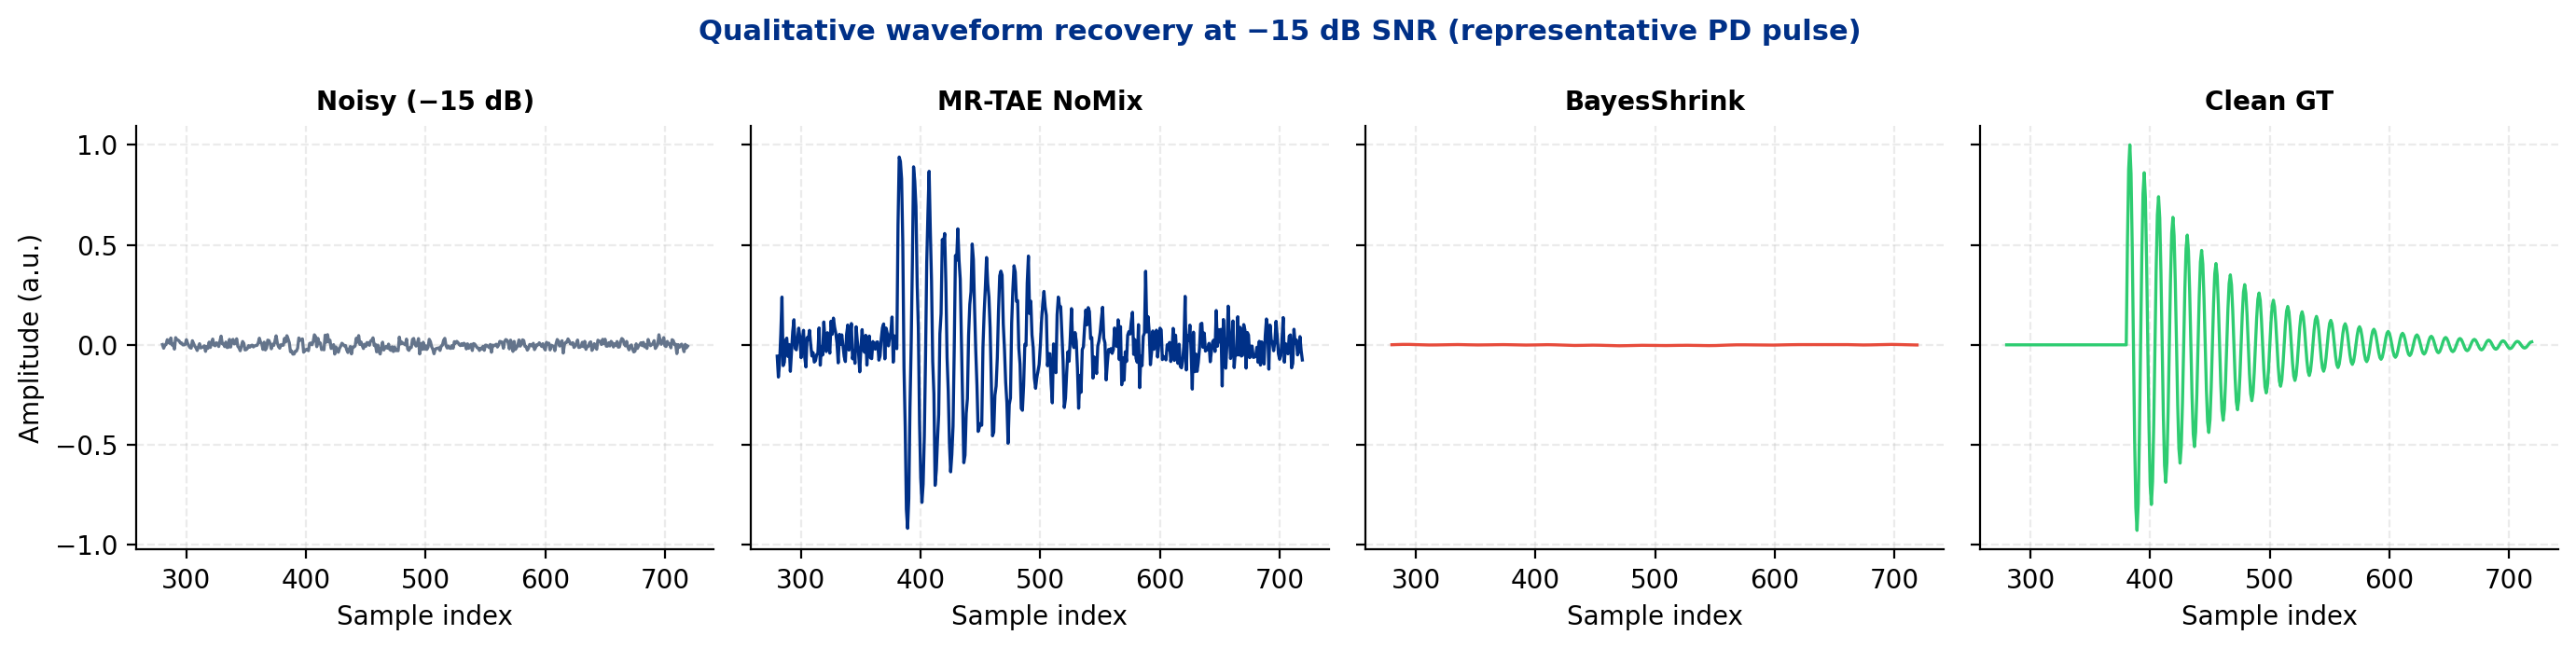 Qualitative waveform recovery at −15 dB SNR (representative PD pulse)
Noisy (−15 dB)
MR-TAE NoMix
BayesShrink
Clean GT
Amplitude (a.u.)
1.0
0.5
0.0
−0.5
−1.0
300 400 500 600 700
300 400 500 600 700
300 400 500 600 700
300 400 500 600 700
Sample index
Sample index
Sample index
Sample index